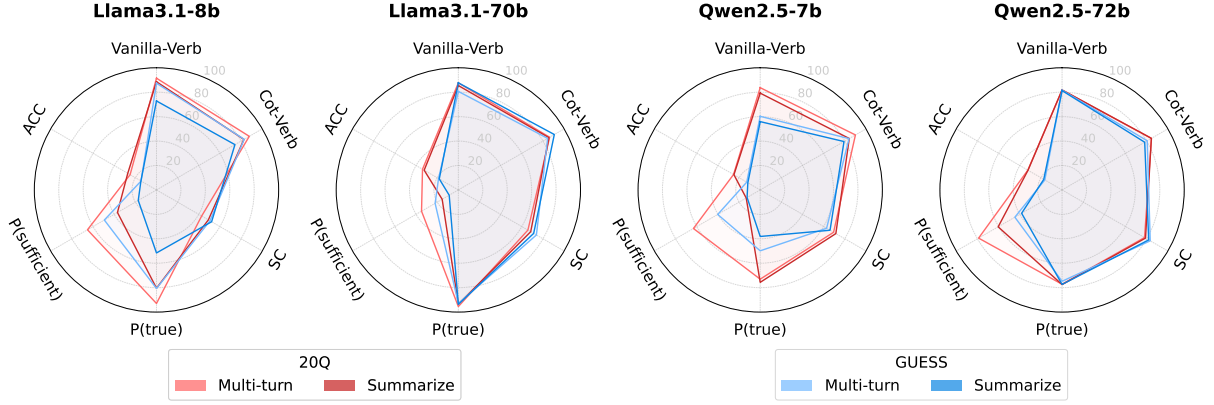 Llama3.1-8b
Vanilla-Verb
Cot-Verb
SC
P(true)
P(sufficient)
ACC
20
40
60
80
100
Llama3.1-70b
Vanilla-Verb
Cot-Verb
SC
P(true)
P(sufficient)
ACC
20
40
60
80
100
Qwen2.5-7b
Vanilla-Verb
Cot-Verb
SC
P(true)
P(sufficient)
ACC
20
40
60
80
100
Qwen2.5-72b
Vanilla-Verb
Cot-Verb
SC
P(true)
P(sufficient)
ACC
20
40
60
80
100
20Q
Multi-turn
Summarize
GUESS
Multi-turn
Summarize